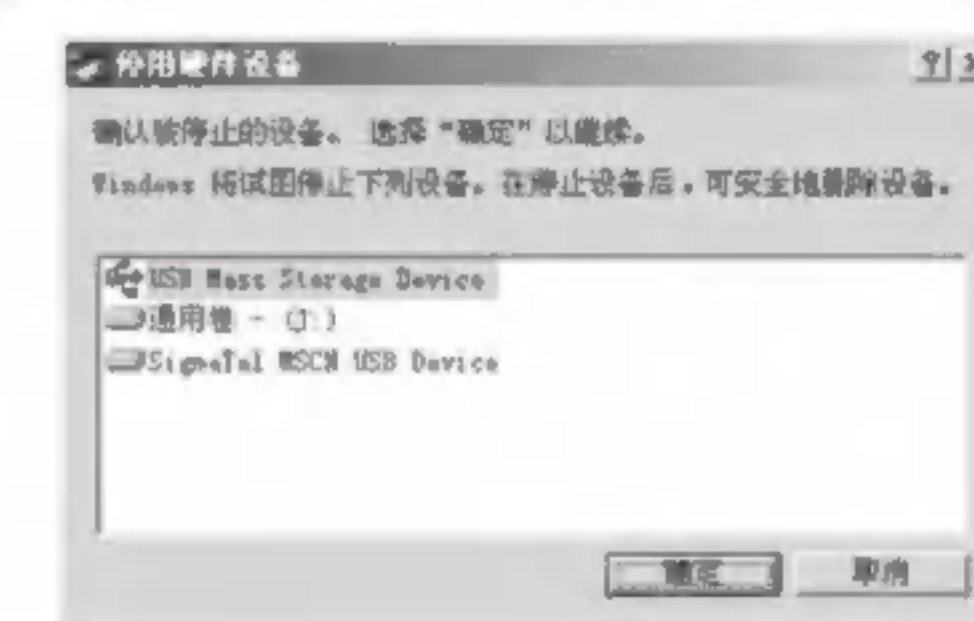 停用硬件设备
确认要停止的设备。 选择 "确定" 以继续。
Windows 将试图停止下列设备。在停止设备后,可安全地删除设备。
USB Mass Storage Device
通用卷 - (J:)
SigmaTel MSCN USB Device
确定 取消